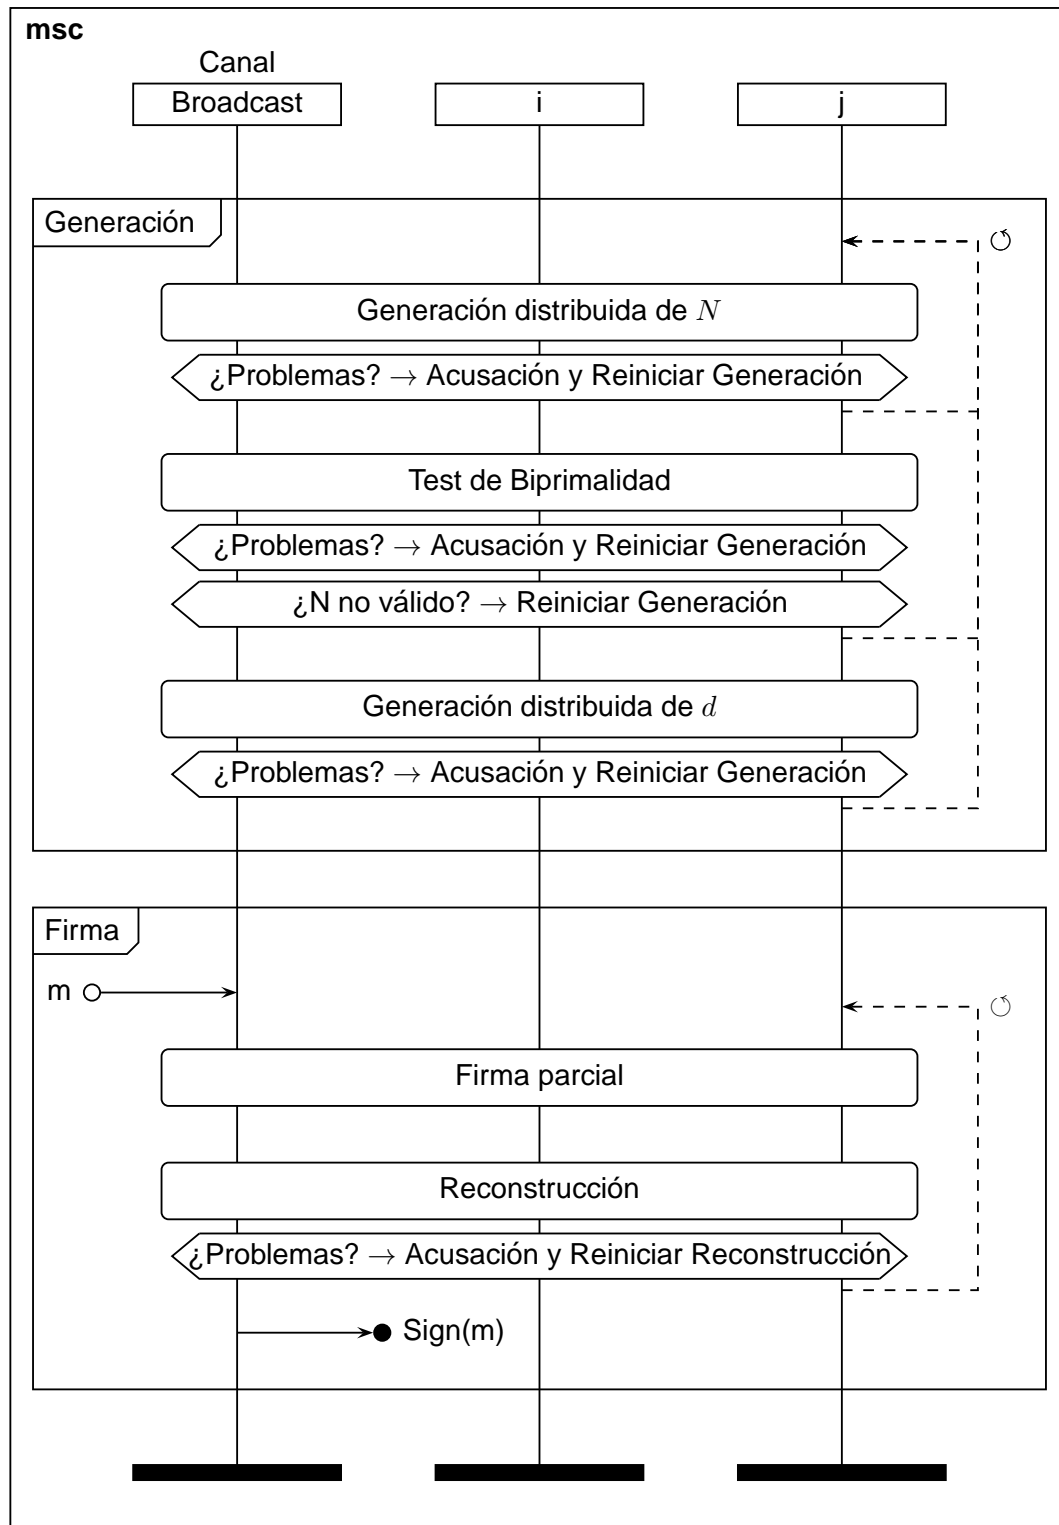 msc
Canal
Broadcast
i
j
Generación
Generación distribuida de N
¿Problemas? → Acusación y Reiniciar Generación
Test de Biprimalidad
¿Problemas? → Acusación y Reiniciar Generación
¿N no válido? → Reiniciar Generación
Generación distribuida de d
¿Problemas? → Acusación y Reiniciar Generación
Firma
m
Firma parcial
Reconstrucción
¿Problemas? → Acusación y Reiniciar Reconstrucción
Sign(m)